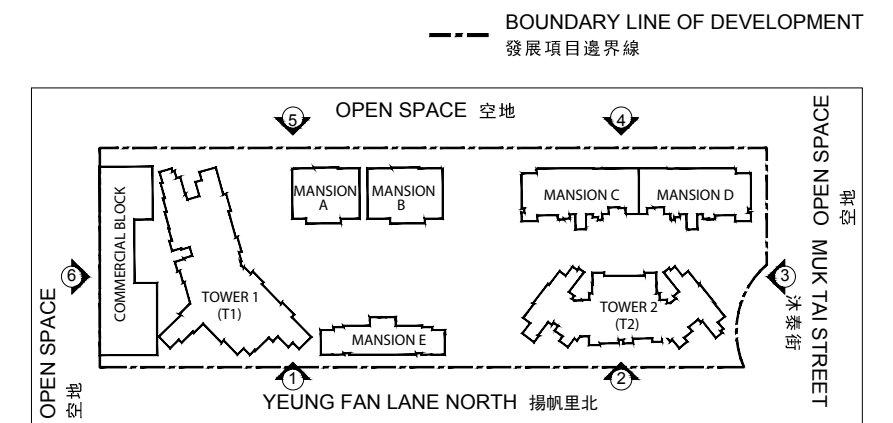 BOUNDARY LINE OF DEVELOPMENT
發展項目邊界線
5
OPEN SPACE 空地
4
OPEN SPACE
空地
COMMERCIAL BLOCK
MANSION
A
MANSION
B
MANSION C
MANSION D
6
OPEN SPACE
空地
TOWER 1
(T1)
MANSION E
TOWER 2
(T2)
3
MUK TAI STREET
沐泰街
1
2
YEUNG FAN LANE NORTH 揚帆里北